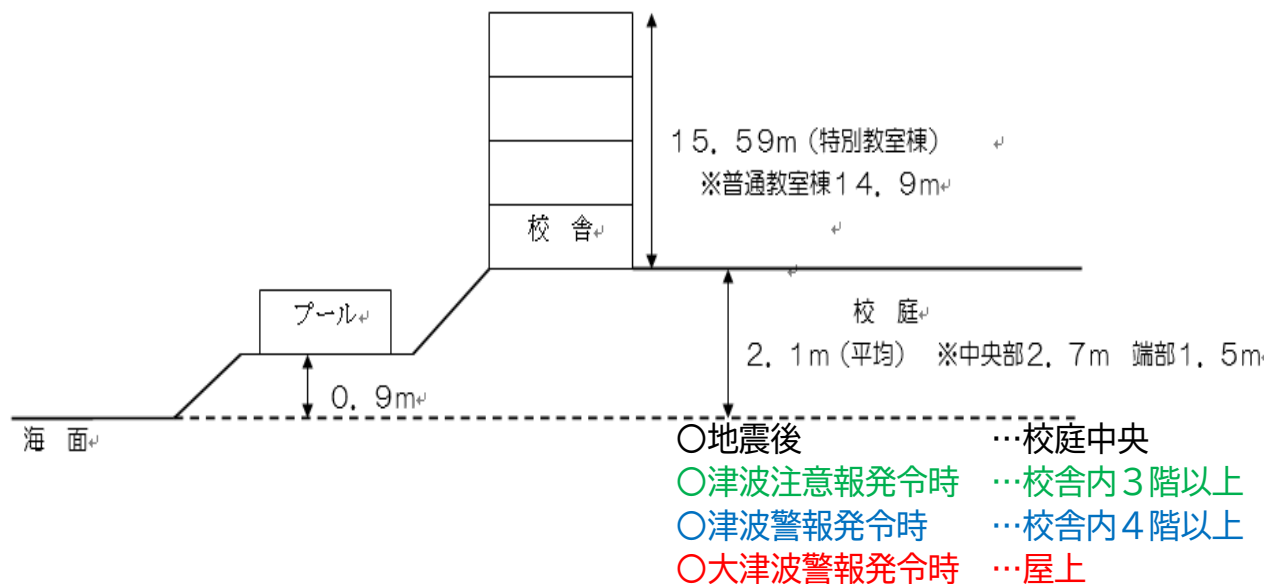 15．59m（特別教室棟）
※普通教室棟14．9m
校　舎
プール
校　庭
2．1m（平均）　※中央部2．7m　端部1．5m
0．9m
海　面
〇地震後　…校庭中央
〇津波注意報発令時　…校舎内３階以上
〇津波警報発令時　…校舎内４階以上
〇大津波警報発令時　…屋上